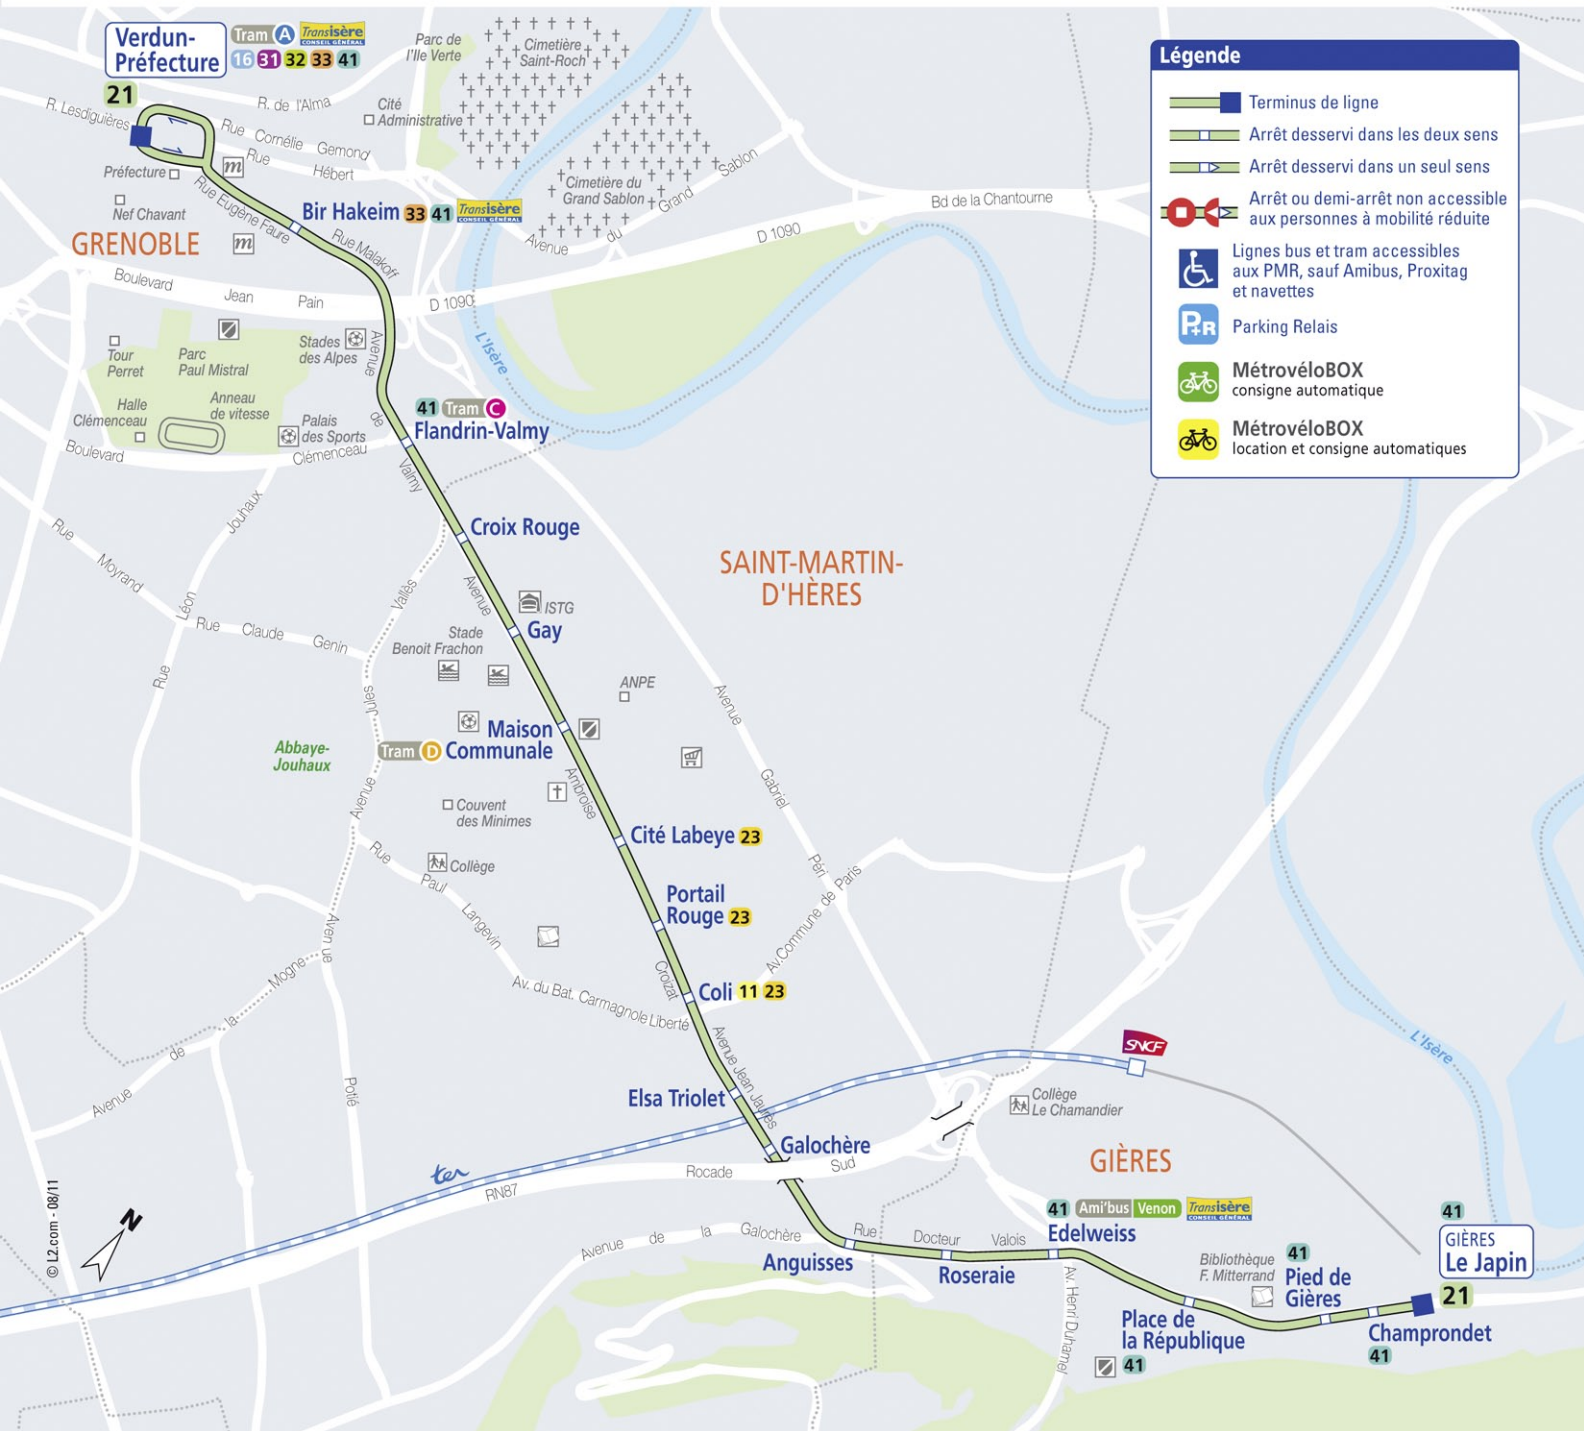 Verdun-
Préfecture
Tram A
Transisère
CONSEIL GÉNÉRAL
16 31 32 33 41
21
R. Lesdiguières
R. de l'Alma
Rue Cornélie Gemond
Rue Hébert
Préfecture
m
Nef Chavant
GRENOBLE
m
Rue Eugène Faure
Bir Hakeim 33 41
Transisère
CONSEIL GÉNÉRAL
Rue Malakoff
Parc de
l'Ile Verte
Cité
Administrative
Cimetière
Saint-Roch
Cimetière du
Grand Sablon
Avenue du Grand Sablon
Bd de la Chantourne
D 1090
D 1090
Boulevard Jean Pain
L'Isère
Tour
Perret
Parc
Paul Mistral
Stades
des Alpes
Halle
Clémenceau
Anneau
de vitesse
Palais
des Sports
Boulevard Clémenceau
Avenue de Valmy
41 Tram C
Flandrin-Valmy
Croix Rouge
Rue Moyrand
Rue Léon Jouhaux
Rue Claude Genin
Avenue Jules Vallès
Avenue Ambroise Croizat
ISTG
Gay
Stade
Benoit Frachon
ANPE
SAINT-MARTIN-
D'HÈRES
Maison
Communale
Tram D
Abbaye-
Jouhaux
Couvent
des Minimes
Collège
Cité Labeye 23
Portail
Rouge 23
Coli 11 23
Avenue Gabriel Péri
Av. Commune de Paris
Rue Paul Langevin
Av. du Bat. Carmagnole Liberté
Avenue de la Mogne
Avenue Potié
Avenue Jean Jaurès
Elsa Triolet
Galochère
SNCF
Collège
Le Chamandier
GIÈRES
L'Isère
ter
RN87
Rocade Sud
Avenue de la Galochère
Anguisses
Rue Docteur Valois
Roseraie
41 Ami'bus Venon
Transisère
CONSEIL GÉNÉRAL
Edelweiss
Av. Henri Duhamel
Place de
la République
41
Bibliothèque
F. Mitterrand
41
Pied de
Gières
Champrondet
41
41
GIÈRES
Le Japin
21
N
© L2.com - 08/11
Légende
Terminus de ligne
Arrêt desservi dans les deux sens
Arrêt desservi dans un seul sens
Arrêt ou demi-arrêt non accessible
aux personnes à mobilité réduite
Lignes bus et tram accessibles
aux PMR, sauf Amibus, Proxitag
et navettes
P+R
Parking Relais
MétrovéloBOX
consigne automatique
MétrovéloBOX
location et consigne automatiques